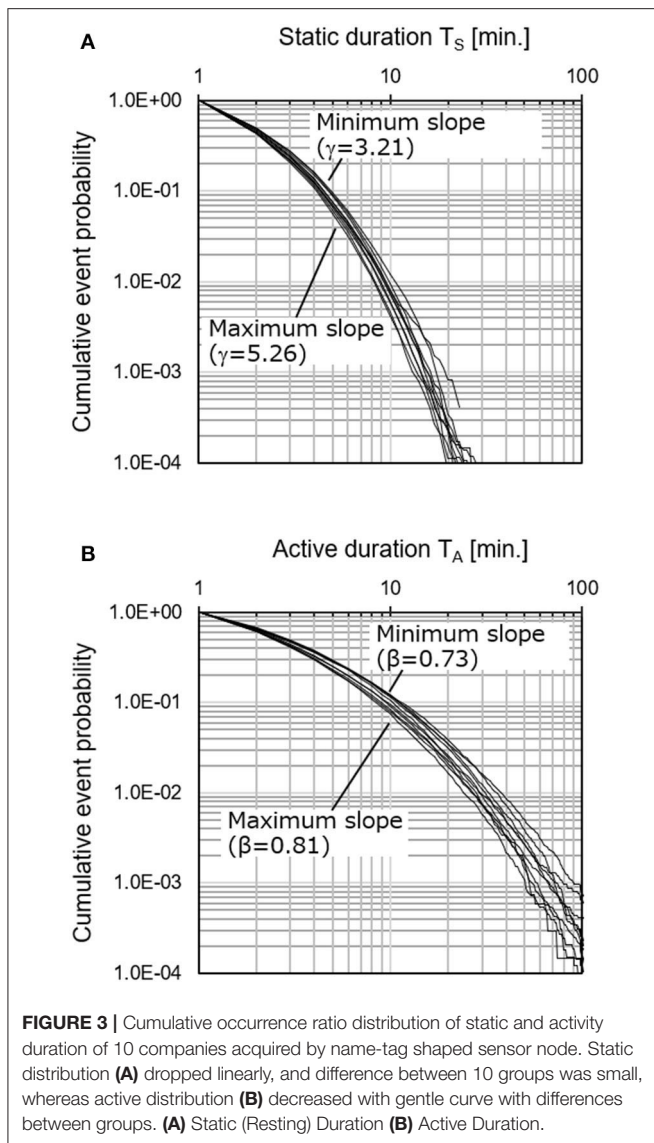 A
Static duration T_S [min.]
1 10 100
1.0E+00
1.0E-01
1.0E-02
1.0E-03
1.0E-04
Cumulative event probability
Minimum slope
(γ=3.21)
Maximum slope
(γ=5.26)
B
Active duration T_A [min.]
1 10 100
1.0E+00
1.0E-01
1.0E-02
1.0E-03
1.0E-04
Cumulative event probability
Minimum slope
(β=0.73)
Maximum slope
(β=0.81)
FIGURE 3 | Cumulative occurrence ratio distribution of static and activity
duration of 10 companies acquired by name-tag shaped sensor node. Static
distribution (A) dropped linearly, and difference between 10 groups was small,
whereas active distribution (B) decreased with gentle curve with differences
between groups. (A) Static (Resting) Duration (B) Active Duration.